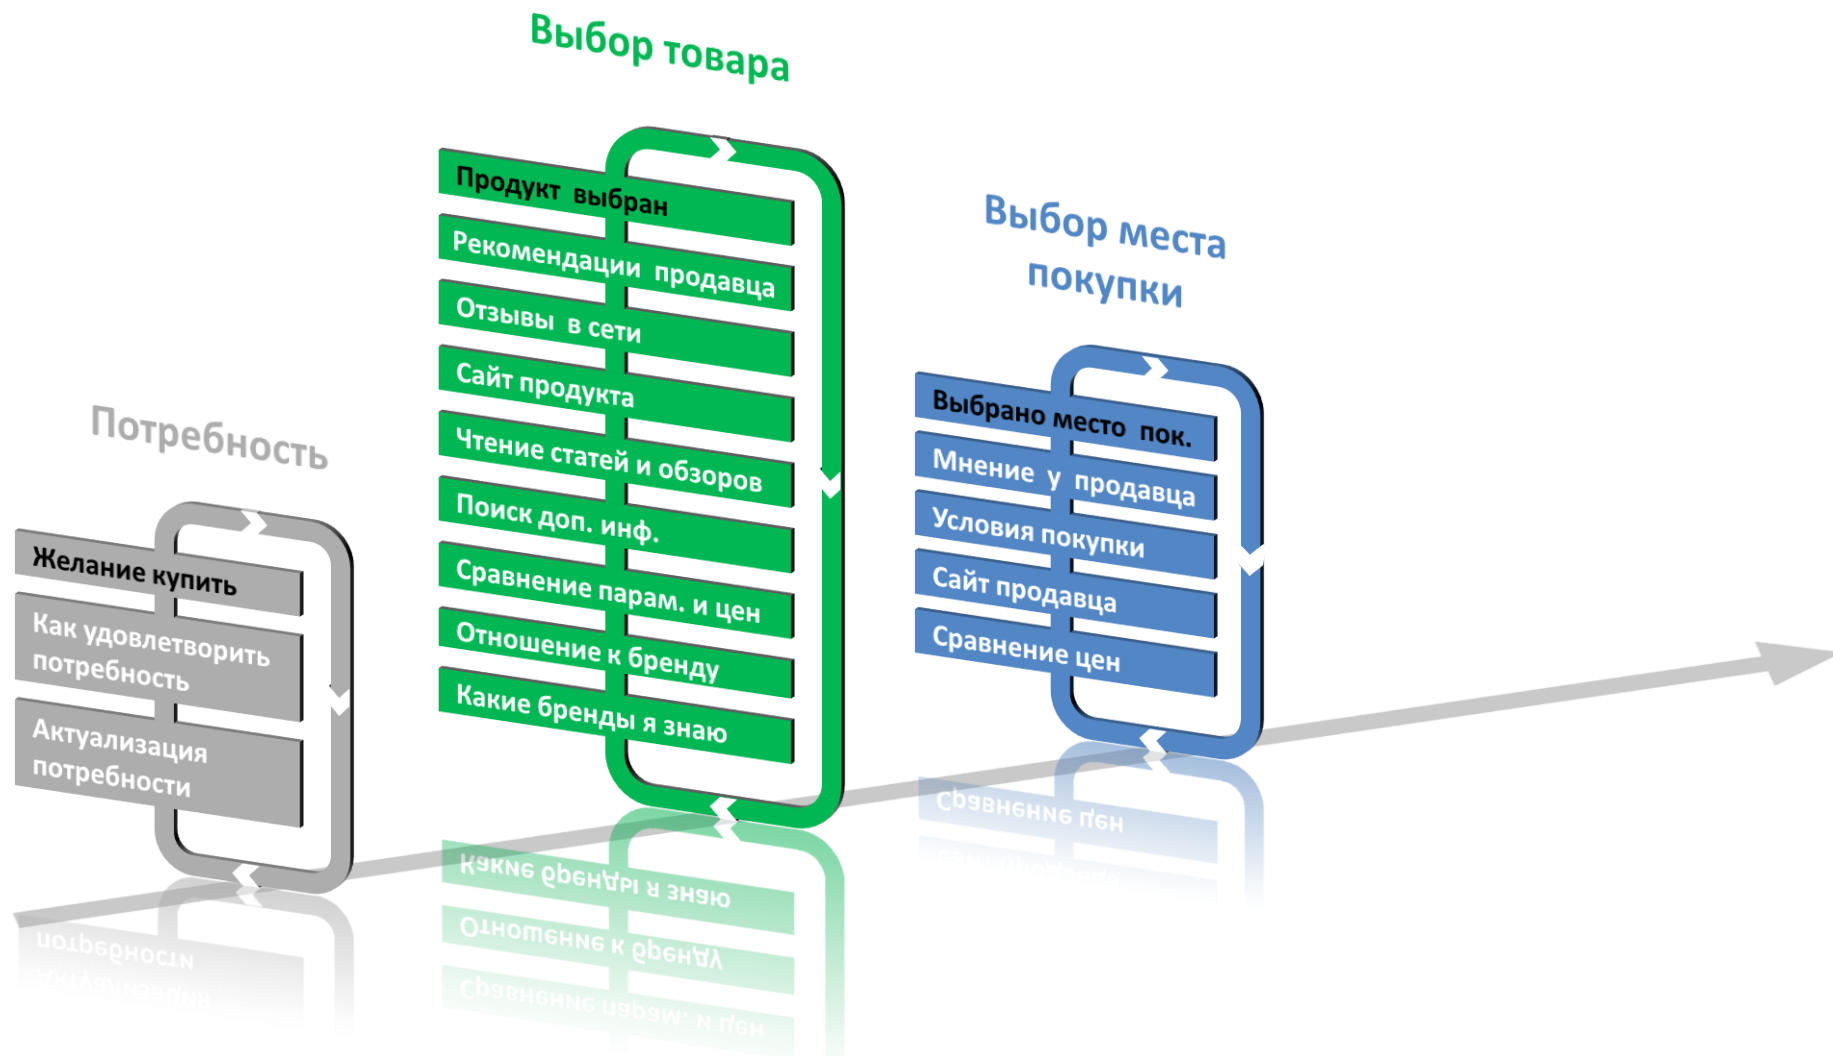 Выбор товара
Продукт выбран
Рекомендации продавца
Отзывы в сети
Сайт продукта
Чтение статей и обзоров
Поиск доп. инф.
Сравнение парам. и цен
Отношение к бренду
Какие бренды я знаю
Выбор места
покупки
Выбрано место пок.
Мнение у продавца
Условия покупки
Сайт продавца
Сравнение цен
Потребность
Желание купить
Как удовлетворить
потребность
Актуализация
потребности